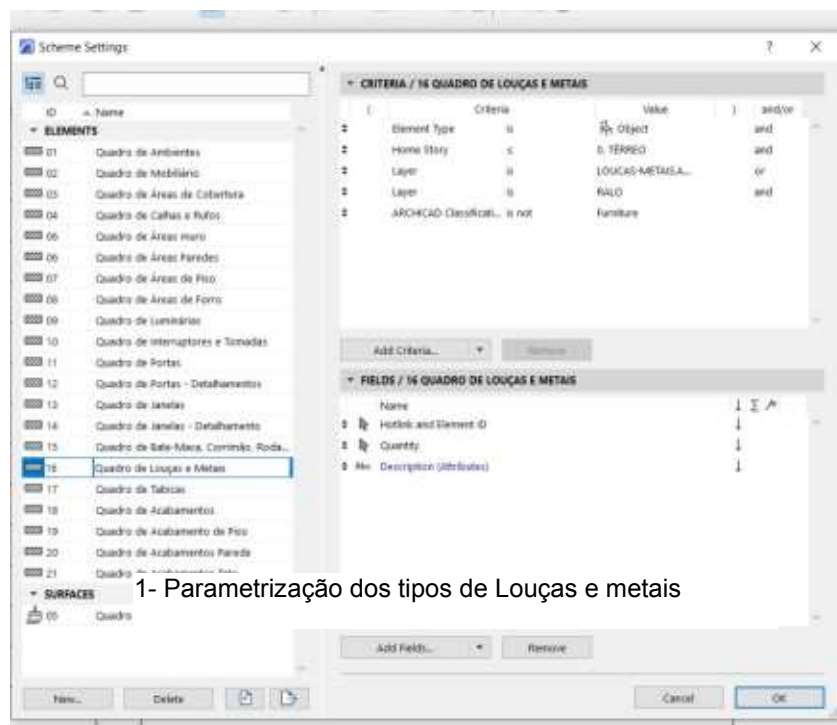 Scheme Settings
? X
CRITERIA / 16 QUADRO DE LOUÇAS E METAIS
ID Name
( Criteria Value ) and/or
ELEMENTS
01 Quadro de Ambientes
02 Quadro de Mobiliário
03 Quadro de Áreas de Cobertura
04 Quadro de Calhas e Rufos
06 Quadro de Áreas muro
06 Quadro de Áreas Paredes
07 Quadro de Áreas de Piso
08 Quadro de Áreas de Forro
09 Quadro de Luminárias
10 Quadro de Interruptores e Tomadas
11 Quadro de Portas
12 Quadro de Portas - Detalhamentos
13 Quadro de Janelas
14 Quadro de Janelas - Detalhamento
15 Quadro de Bate-Maca, Corrimão, Roda...
16 Quadro de Louças e Metais
17 Quadro de Tabicas
18 Quadro de Acabamentos
19 Quadro de Acabamento de Piso
20 Quadro de Acabamentos Parede
21 Quadro de
SURFACES
05 Quadro
New... Delete
Element Type is Object and
Home Story ≤ 0. TÉRREO and
Layer is LOUCAS-METAIS.A... or
Layer is RALO and
ARCHICAD Classificati... is not Furniture
Add Criteria... Remove
FIELDS / 16 QUADRO DE LOUÇAS E METAIS
Name
Hotlink and Element ID
Quantity
Abc Description (Attributes)
1- Parametrização dos tipos de Louças e metais
Add Fields... Remove
Cancel OK